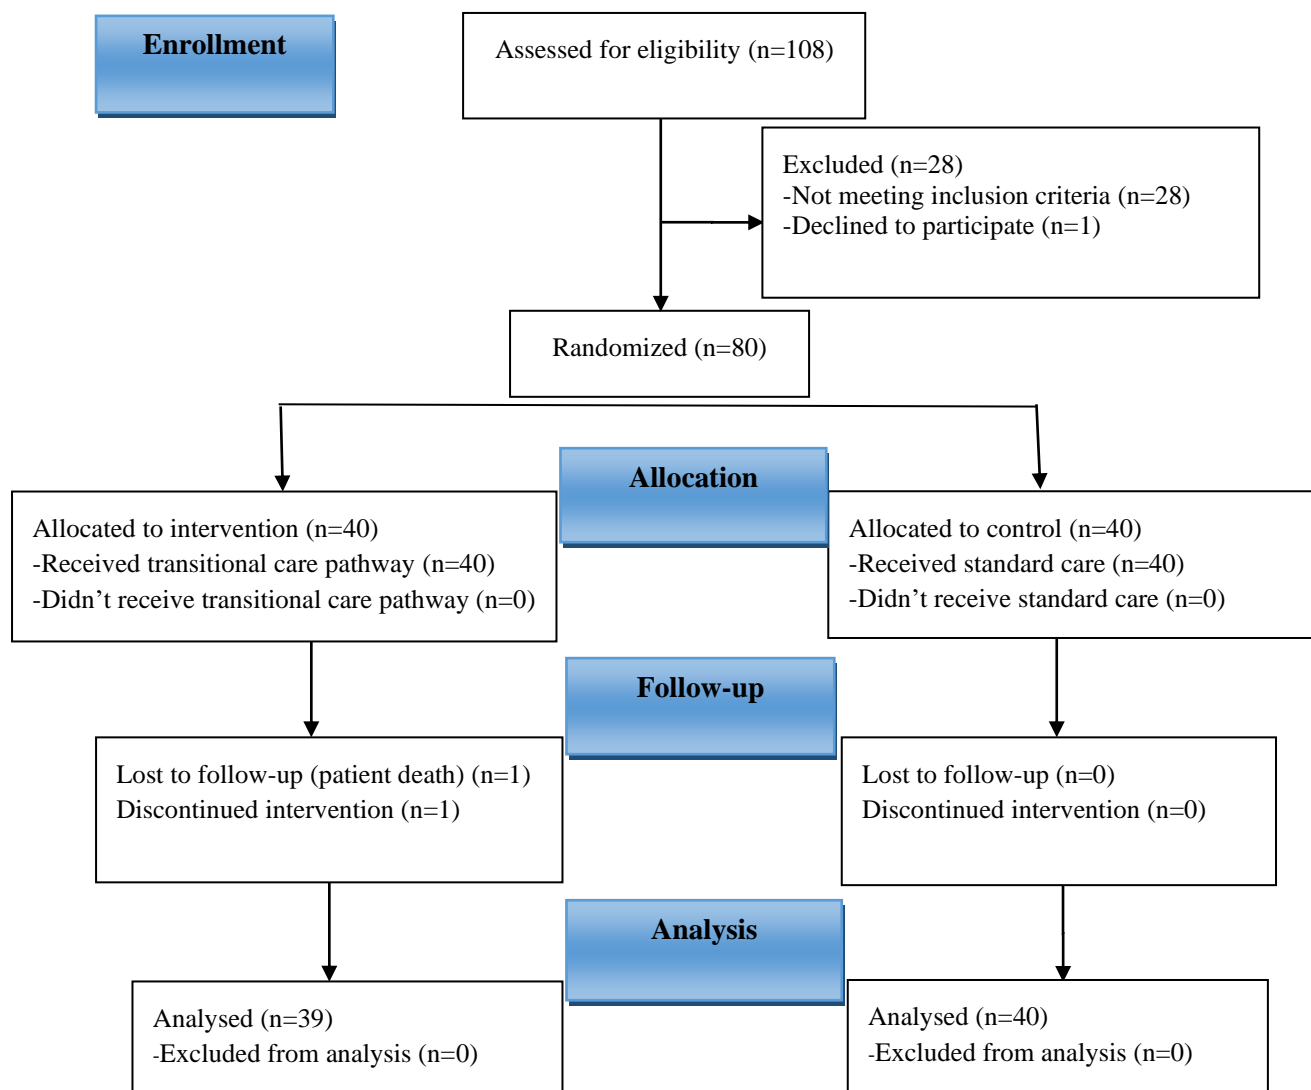 Enrollment
Assessed for eligibility (n=108)
Excluded (n=28)
-Not meeting inclusion criteria (n=28)
-Declined to participate (n=1)
Randomized (n=80)
Allocation
Allocated to intervention (n=40)
-Received transitional care pathway (n=40)
-Didn’t receive transitional care pathway (n=0)
Allocated to control (n=40)
-Received standard care (n=40)
-Didn’t receive standard care (n=0)
Follow-up
Lost to follow-up (patient death) (n=1)
Discontinued intervention (n=1)
Lost to follow-up (n=0)
Discontinued intervention (n=0)
Analysis
Analysed (n=39)
-Excluded from analysis (n=0)
Analysed (n=40)
-Excluded from analysis (n=0)